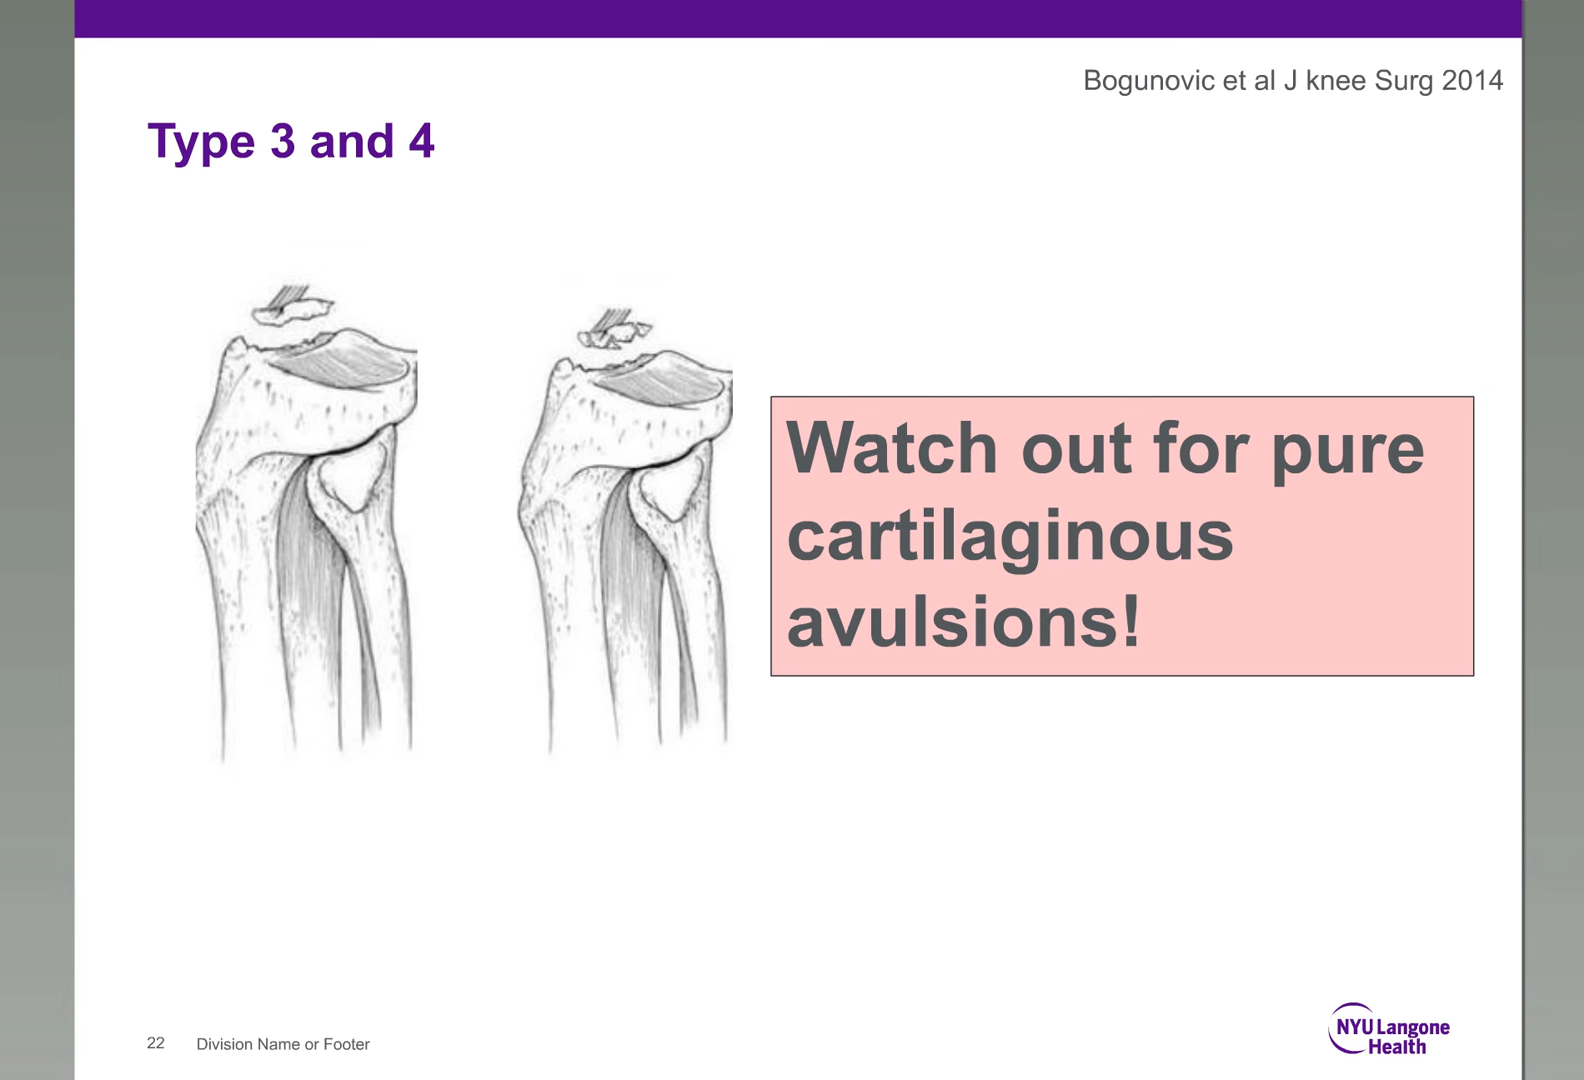 Bogunovic et al J knee Surg 2014
Type 3 and 4
Watch out for pure
cartilaginous
avulsions!
22 Division Name or Footer
NYU Langone
Health